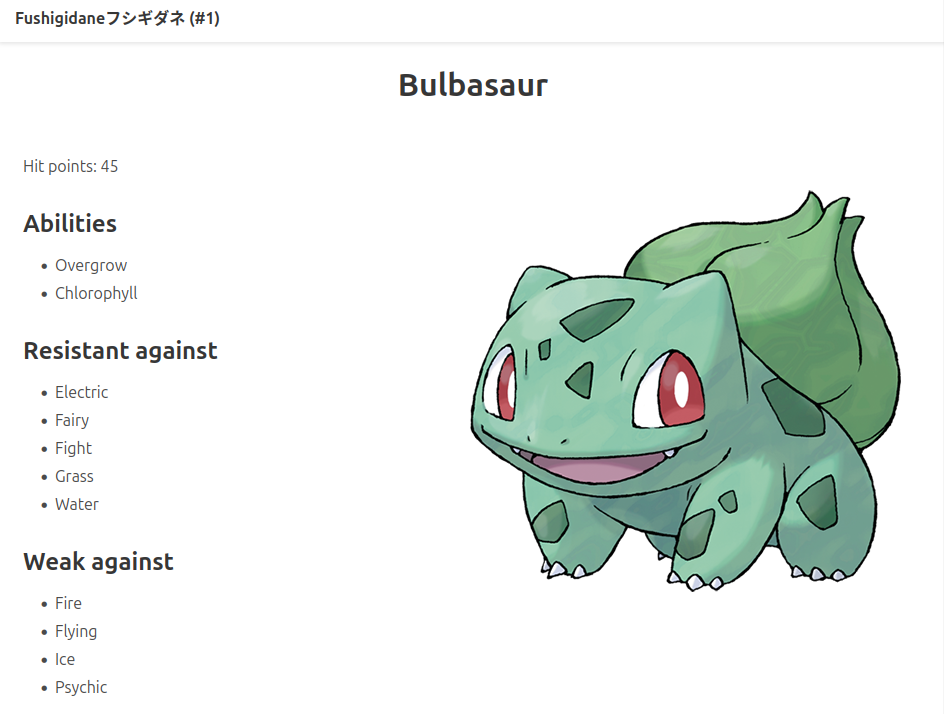 Fushigidaneフシギダネ (#1)
Bulbasaur
Hit points: 45
Abilities
Overgrow
Chlorophyll
Resistant against
Electric
Fairy
Fight
Grass
Water
Weak against
Fire
Flying
Ice
Psychic